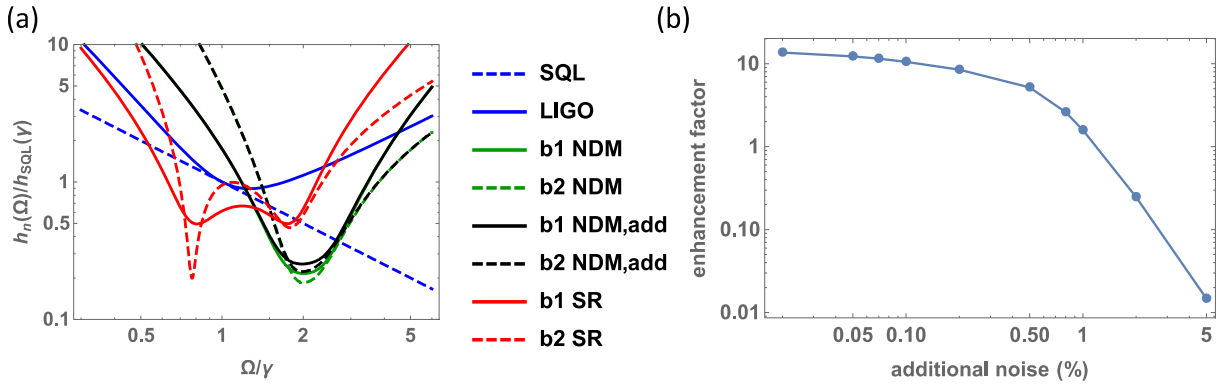 (a)
10
5
1
0.5
0.1
0.5
1
2
5
hₙ(Ω)/h_SQL(γ)
Ω/γ
SQL
LIGO
b1 NDM
b2 NDM
b1 NDM,add
b2 NDM,add
b1 SR
b2 SR
(b)
10
1
0.10
0.01
0.05
0.10
0.50
1
5
enhancement factor
additional noise (%)